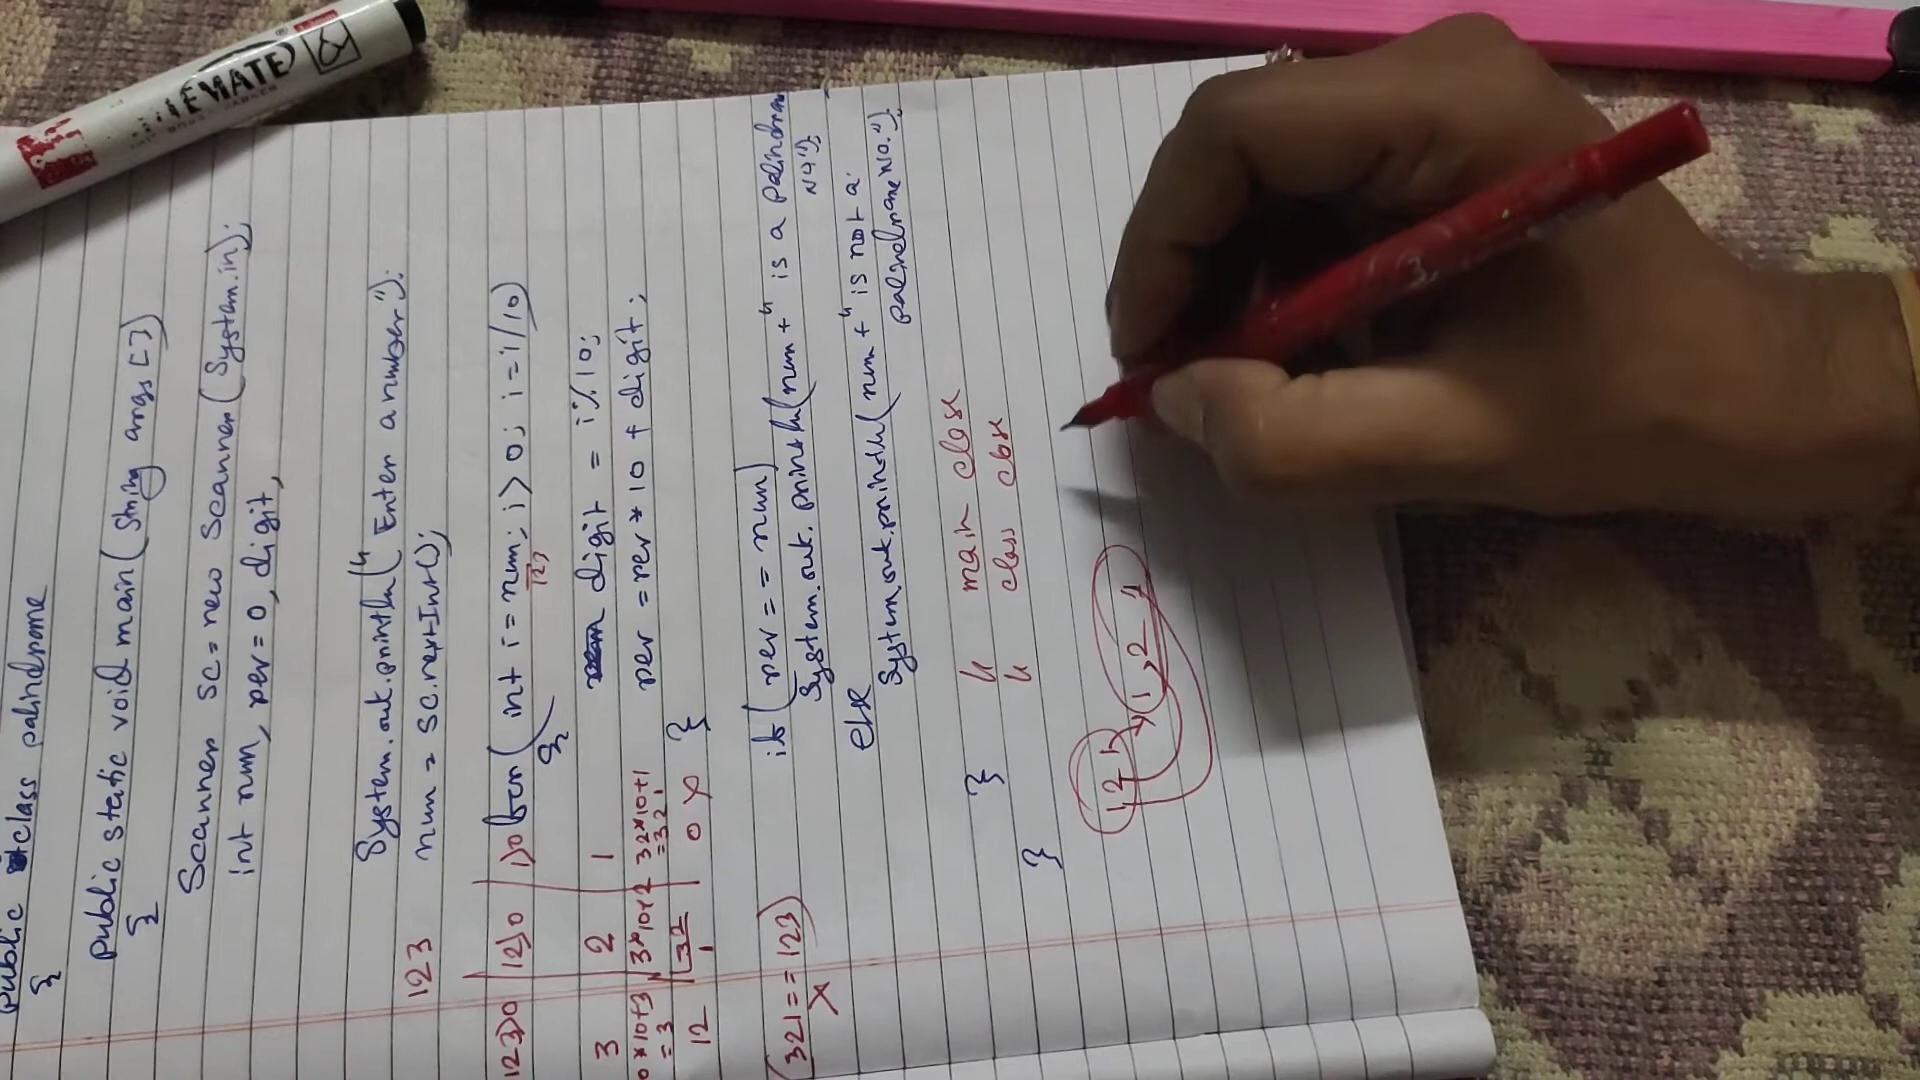 public class palindrome
{
public static void main(String args[])
{
Scanner sc = new Scanner(System.in);
int num, rev = 0, digit,
System.out.println("Enter a number");
123 num = sc.nextInt();
123>0 | 12>0 | 1>0 for(int i = num; i>0; i=i/10)
123
{
3 2 1 digit = i%10;
0*10+3 3*10+2 32*10+1 rev = rev*10 + digit;
=3 =32 =321
12 1 0 X }
if(rev == num)
(321==123) System.out.println(num+" is a palindrome
X
else
System.out.println(num+" is not a
palindrome no.");
} main close
} class close
121 → 121